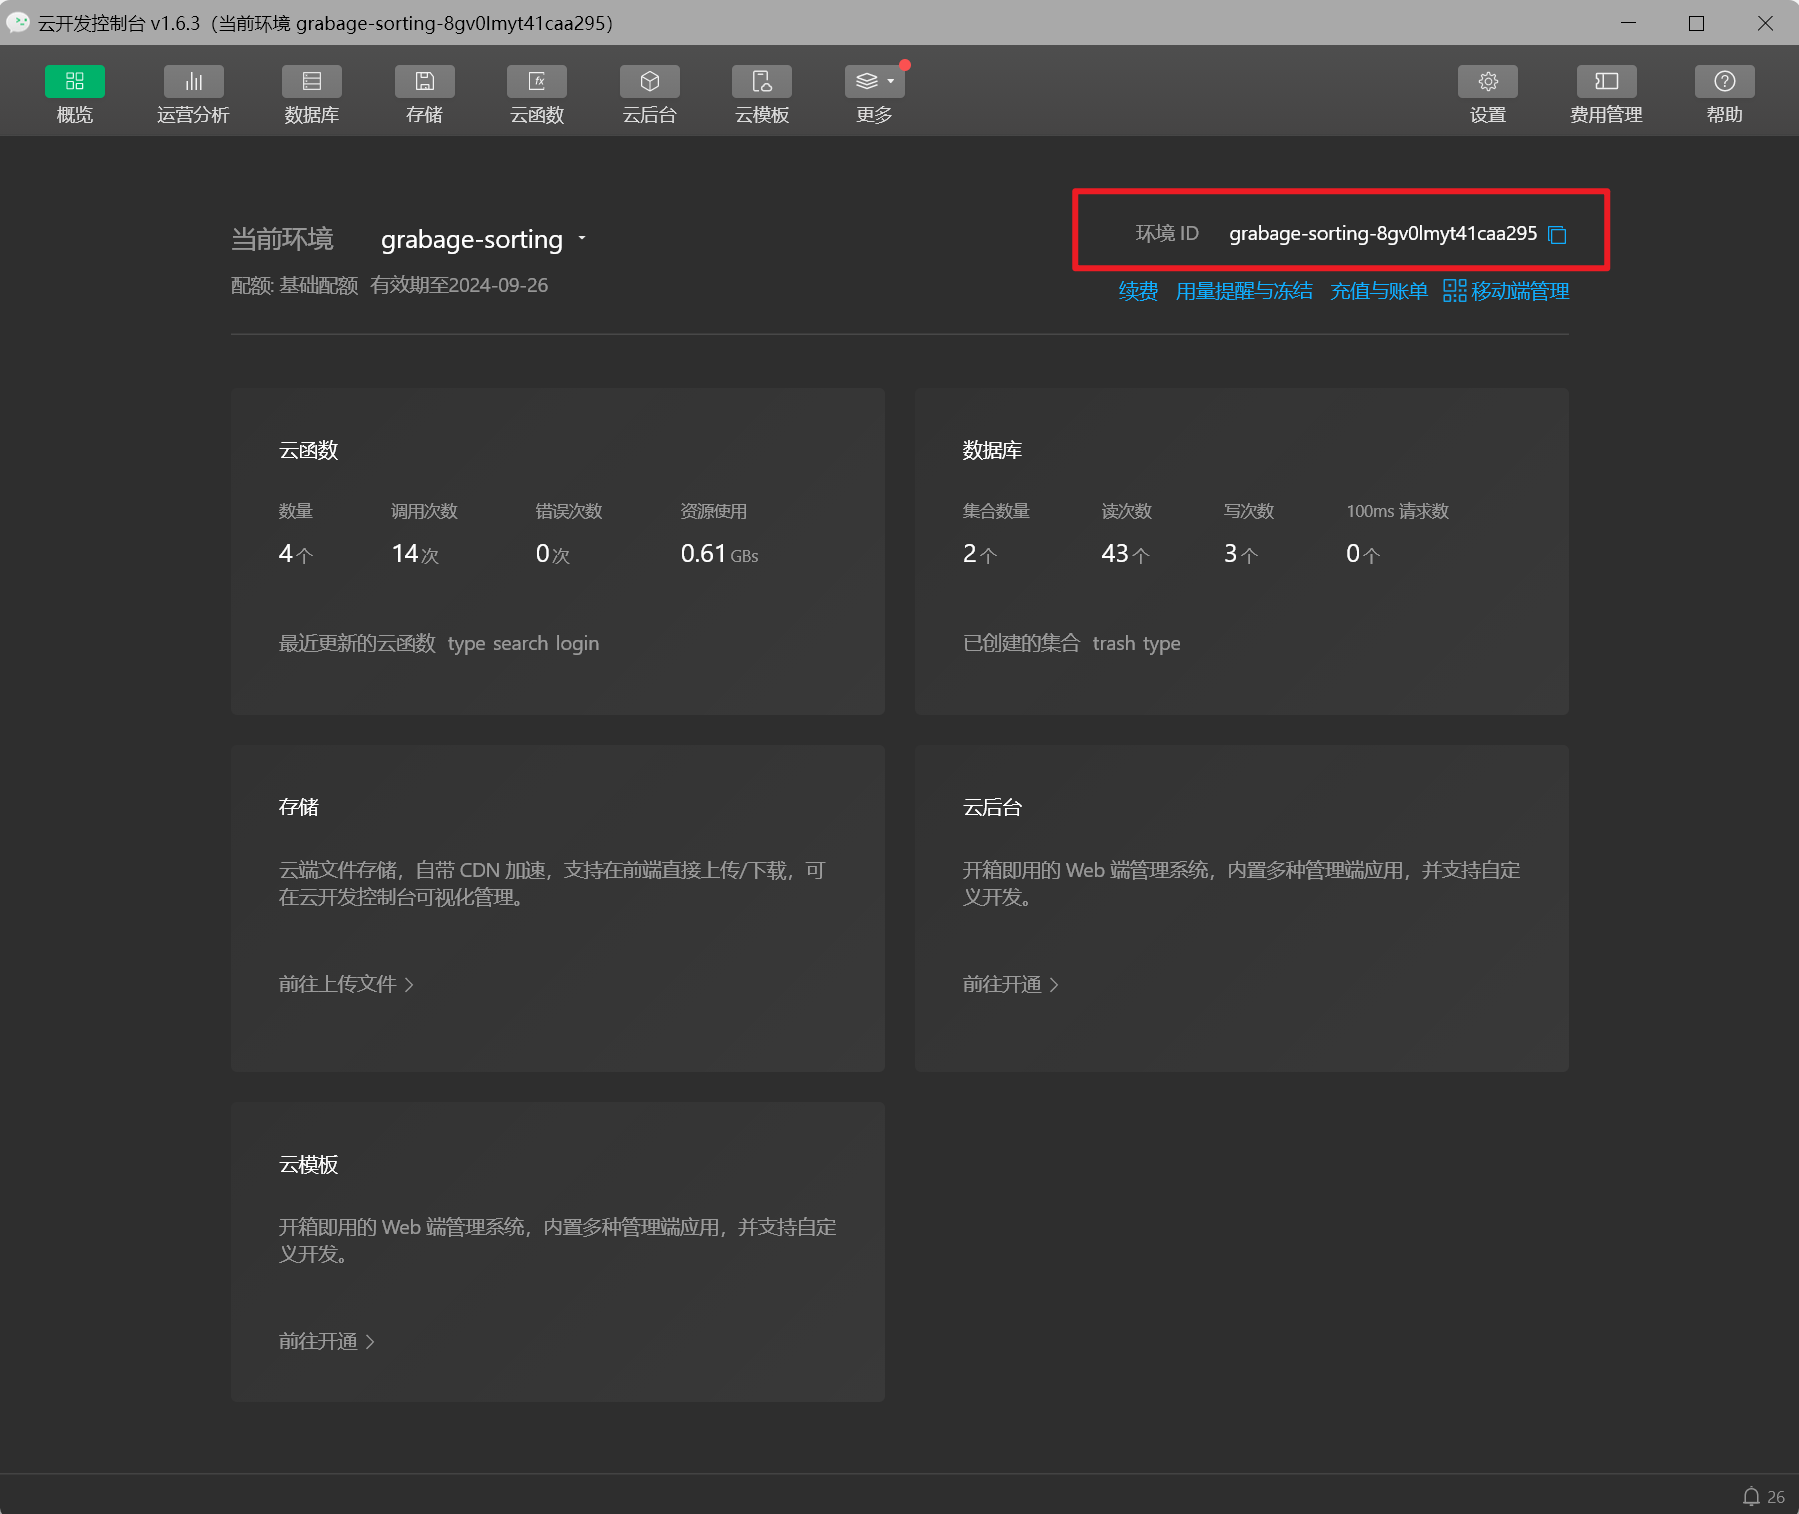 云开发控制台 v1.6.3（当前环境 grabage-sorting-8gv0lmyt41caa295）
概览 运营分析 数据库 存储 云函数 云后台 云模板 更多 设置 费用管理 帮助
当前环境 grabage-sorting
环境 ID grabage-sorting-8gv0lmyt41caa295
配额: 基础配额 有效期至2024-09-26
续费 用量提醒与冻结 充值与账单 移动端管理
云函数
数量 调用次数 错误次数 资源使用
4个 14次 0次 0.61 GBs
最近更新的云函数 type search login
数据库
集合数量 读次数 写次数 100ms 请求数
2个 43个 3个 0个
已创建的集合 trash type
存储
云端文件存储，自带 CDN 加速，支持在前端直接上传/下载，可
在云开发控制台可视化管理。
前往上传文件
云后台
开箱即用的 Web 端管理系统，内置多种管理端应用，并支持自定
义开发。
前往开通
云模板
开箱即用的 Web 端管理系统，内置多种管理端应用，并支持自定
义开发。
前往开通
26